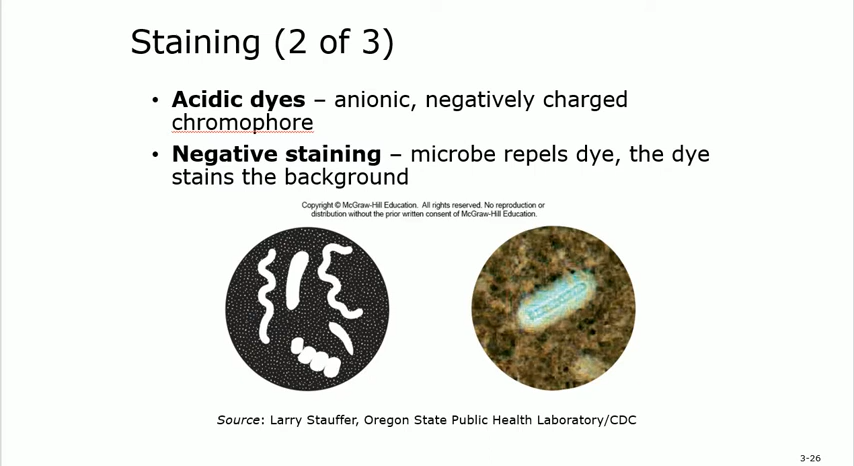 Staining (2 of 3)
• Acidic dyes – anionic, negatively charged
chromophore
• Negative staining – microbe repels dye, the dye
stains the background
Copyright © McGraw-Hill Education. All rights reserved. No reproduction or
distribution without the prior written consent of McGraw-Hill Education.
Source: Larry Stauffer, Oregon State Public Health Laboratory/CDC
3-26